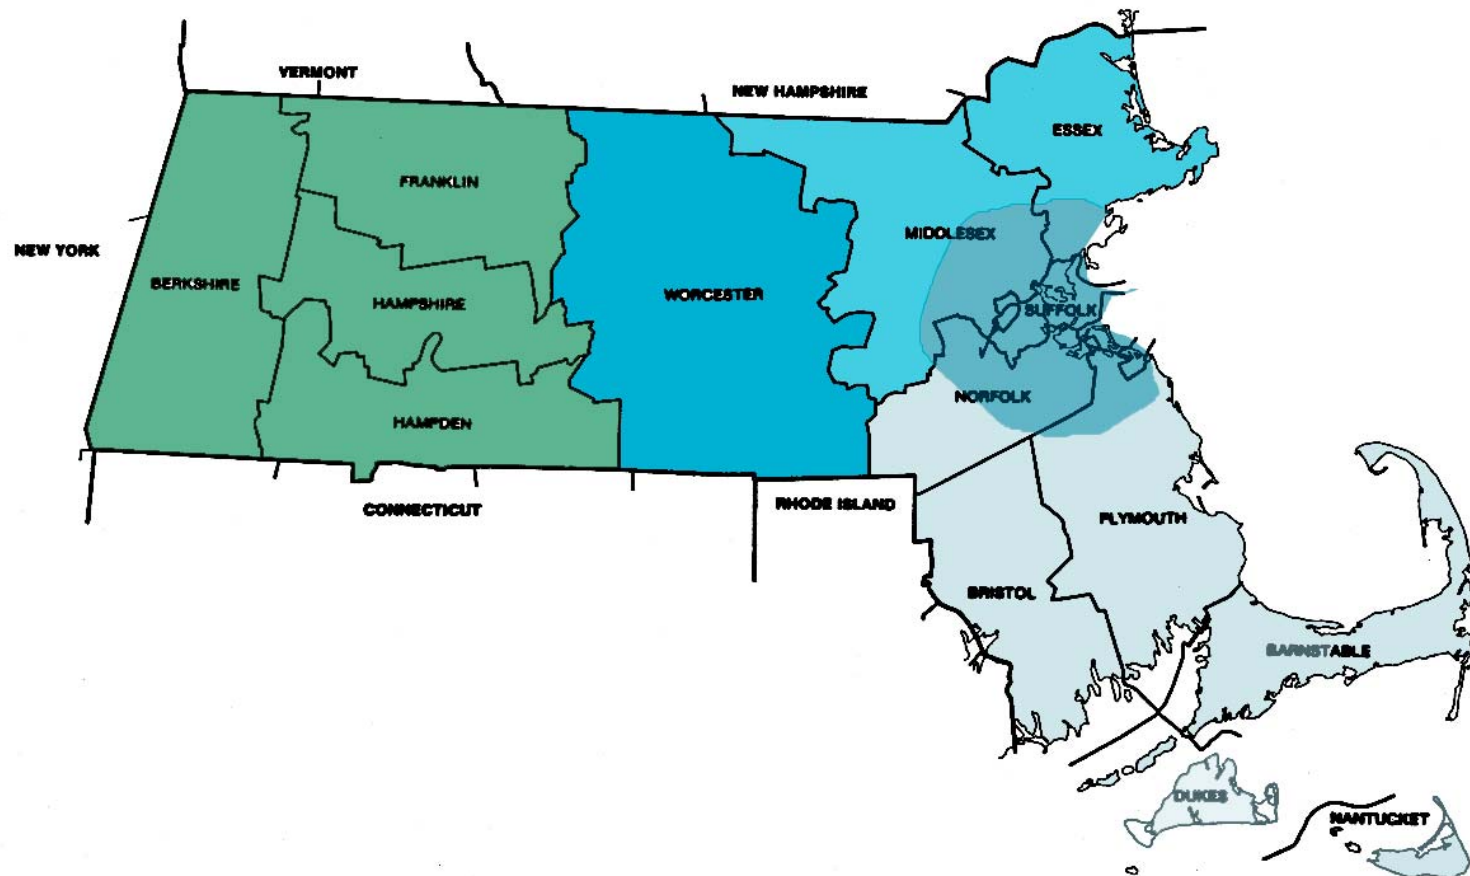 VERMONT
NEW HAMPSHIRE
ESSEX
FRANKLIN
MIDDLESEX
NEW YORK
BERKSHIRE
HAMPSHIRE
WORCESTER
SUFFOLK
NORFOLK
HAMPDEN
CONNECTICUT
RHODE ISLAND
PLYMOUTH
BRISTOL
BARNSTABLE
DUKES
NANTUCKET